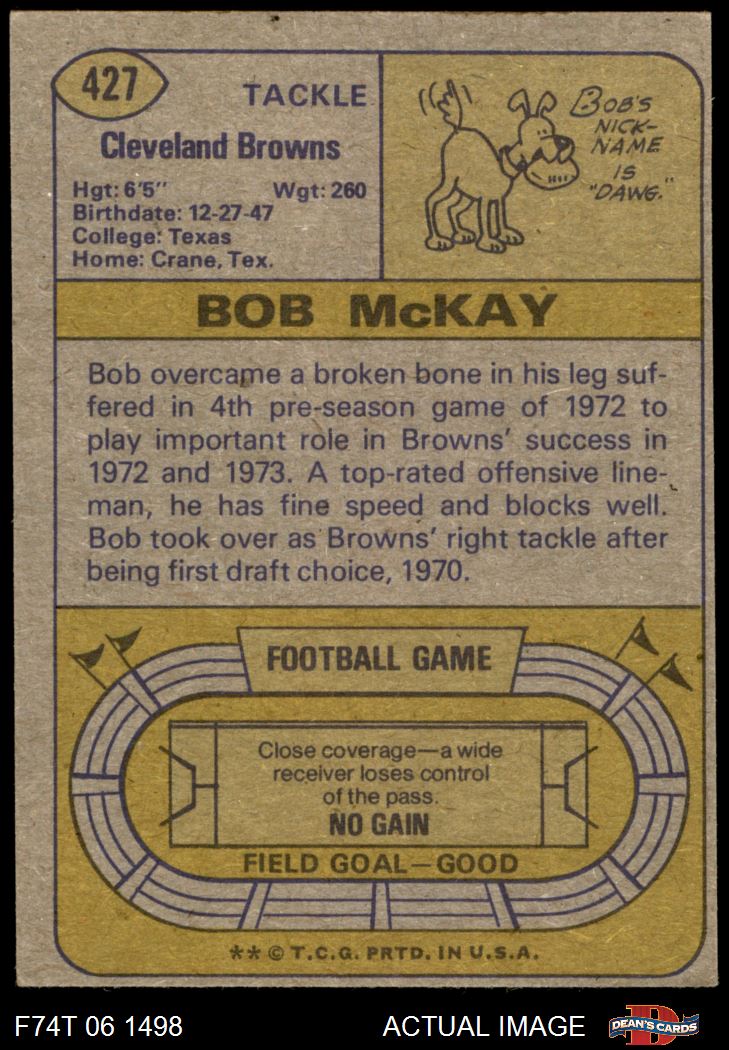 427
TACKLE
Cleveland Browns
Hgt: 6'5" Wgt: 260
Birthdate: 12-27-47
College: Texas
Home: Crane, Tex.
BOB'S
NICK-
NAME
IS
"DAWG."
BOB McKAY
Bob overcame a broken bone in his leg suf-
fered in 4th pre-season game of 1972 to
play important role in Browns' success in
1972 and 1973. A top-rated offensive line-
man, he has fine speed and blocks well.
Bob took over as Browns' right tackle after
being first draft choice, 1970.
FOOTBALL GAME
Close coverage—a wide
receiver loses control
of the pass.
NO GAIN
FIELD GOAL—GOOD
** © T.C.G. PRTD. IN U.S.A.
F74T 06 1498 ACTUAL IMAGE
D
DEAN'S CARDS